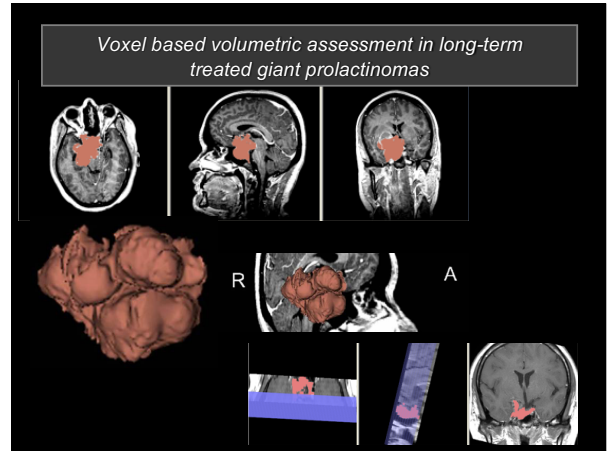 Voxel based volumetric assessment in long-term
treated giant prolactinomas
R
A